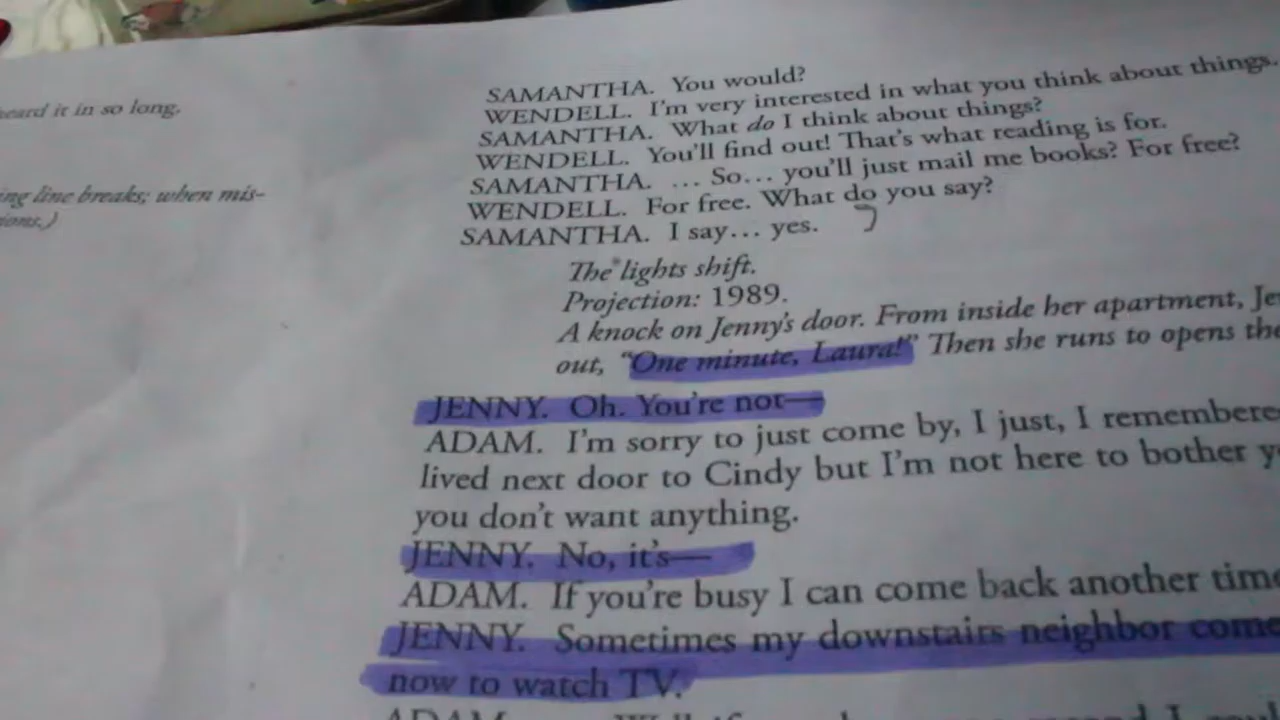 heard it in so long.
ing line breaks; when mis-
ions.)
SAMANTHA. You would?
WENDELL. I'm very interested in what you think about things.
SAMANTHA. What do I think about things?
WENDELL. You'll find out! That's what reading is for.
SAMANTHA. ... So... you'll just mail me books? For free?
WENDELL. For free. What do you say?
SAMANTHA. I say... yes.
The lights shift.
Projection: 1989.
A knock on Jenny's door. From inside her apartment, Je
out, "One minute, Laura!" Then she runs to opens the
JENNY. Oh. You're not—
ADAM. I'm sorry to just come by, I just, I remembere
lived next door to Cindy but I'm not here to bother y
you don't want anything.
JENNY. No, it's—
ADAM. If you're busy I can come back another time
JENNY. Sometimes my downstairs neighbor come
now to watch TV.
ADAM.